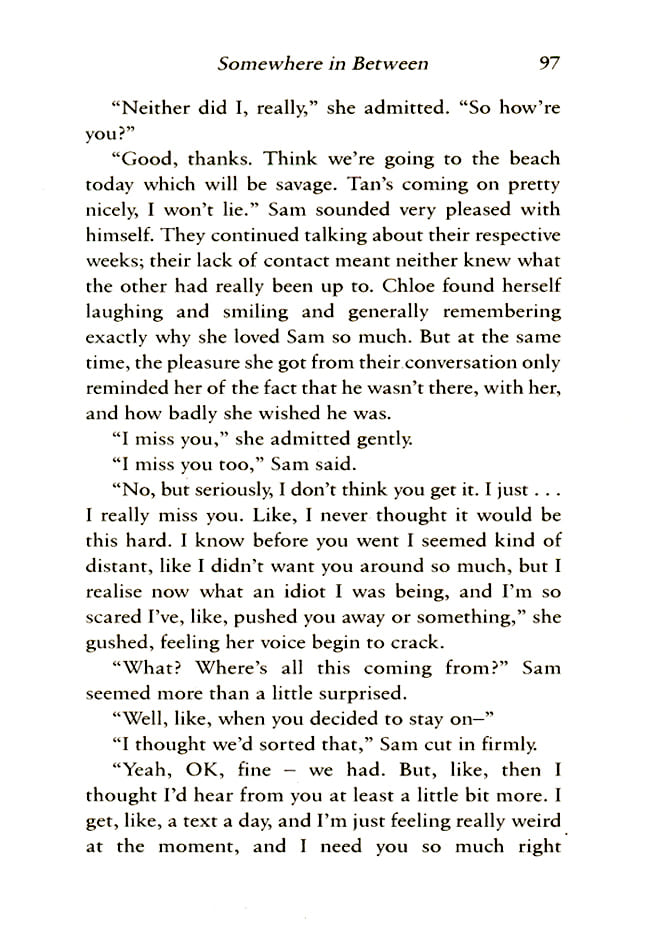 Somewhere in Between 97
“Neither did I, really,” she admitted. “So how’re
you?”
“Good, thanks. Think we’re going to the beach
today which will be savage. Tan’s coming on pretty
nicely, I won’t lie.” Sam sounded very pleased with
himself. They continued talking about their respective
weeks; their lack of contact meant neither knew what
the other had really been up to. Chloe found herself
laughing and smiling and generally remembering
exactly why she loved Sam so much. But at the same
time, the pleasure she got from their conversation only
reminded her of the fact that he wasn’t there, with her,
and how badly she wished he was.
“I miss you,” she admitted gently.
“I miss you too,” Sam said.
“No, but seriously, I don’t think you get it. I just . . .
I really miss you. Like, I never thought it would be
this hard. I know before you went I seemed kind of
distant, like I didn’t want you around so much, but I
realise now what an idiot I was being, and I’m so
scared I’ve, like, pushed you away or something,” she
gushed, feeling her voice begin to crack.
“What? Where’s all this coming from?” Sam
seemed more than a little surprised.
“Well, like, when you decided to stay on–”
“I thought we’d sorted that,” Sam cut in firmly.
“Yeah, OK, fine – we had. But, like, then I
thought I’d hear from you at least a little bit more. I
get, like, a text a day, and I’m just feeling really weird
at the moment, and I need you so much right